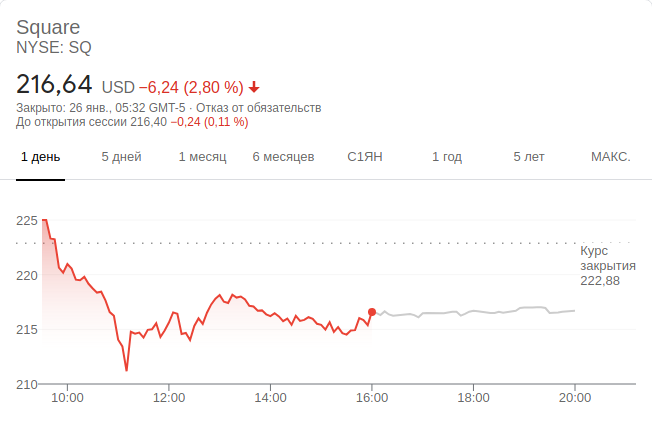 Square
NYSE: SQ
216,64 USD −6,24 (2,80 %)
Закрыто: 26 янв., 05:32 GMT-5 · Отказ от обязательств
До открытия сессии 216,40 −0,24 (0,11 %)
1 день 5 дней 1 месяц 6 месяцев С1ЯН 1 год 5 лет МАКС.
225
Курс
закрытия
222,88
220
215
210
10:00 12:00 14:00 16:00 18:00 20:00